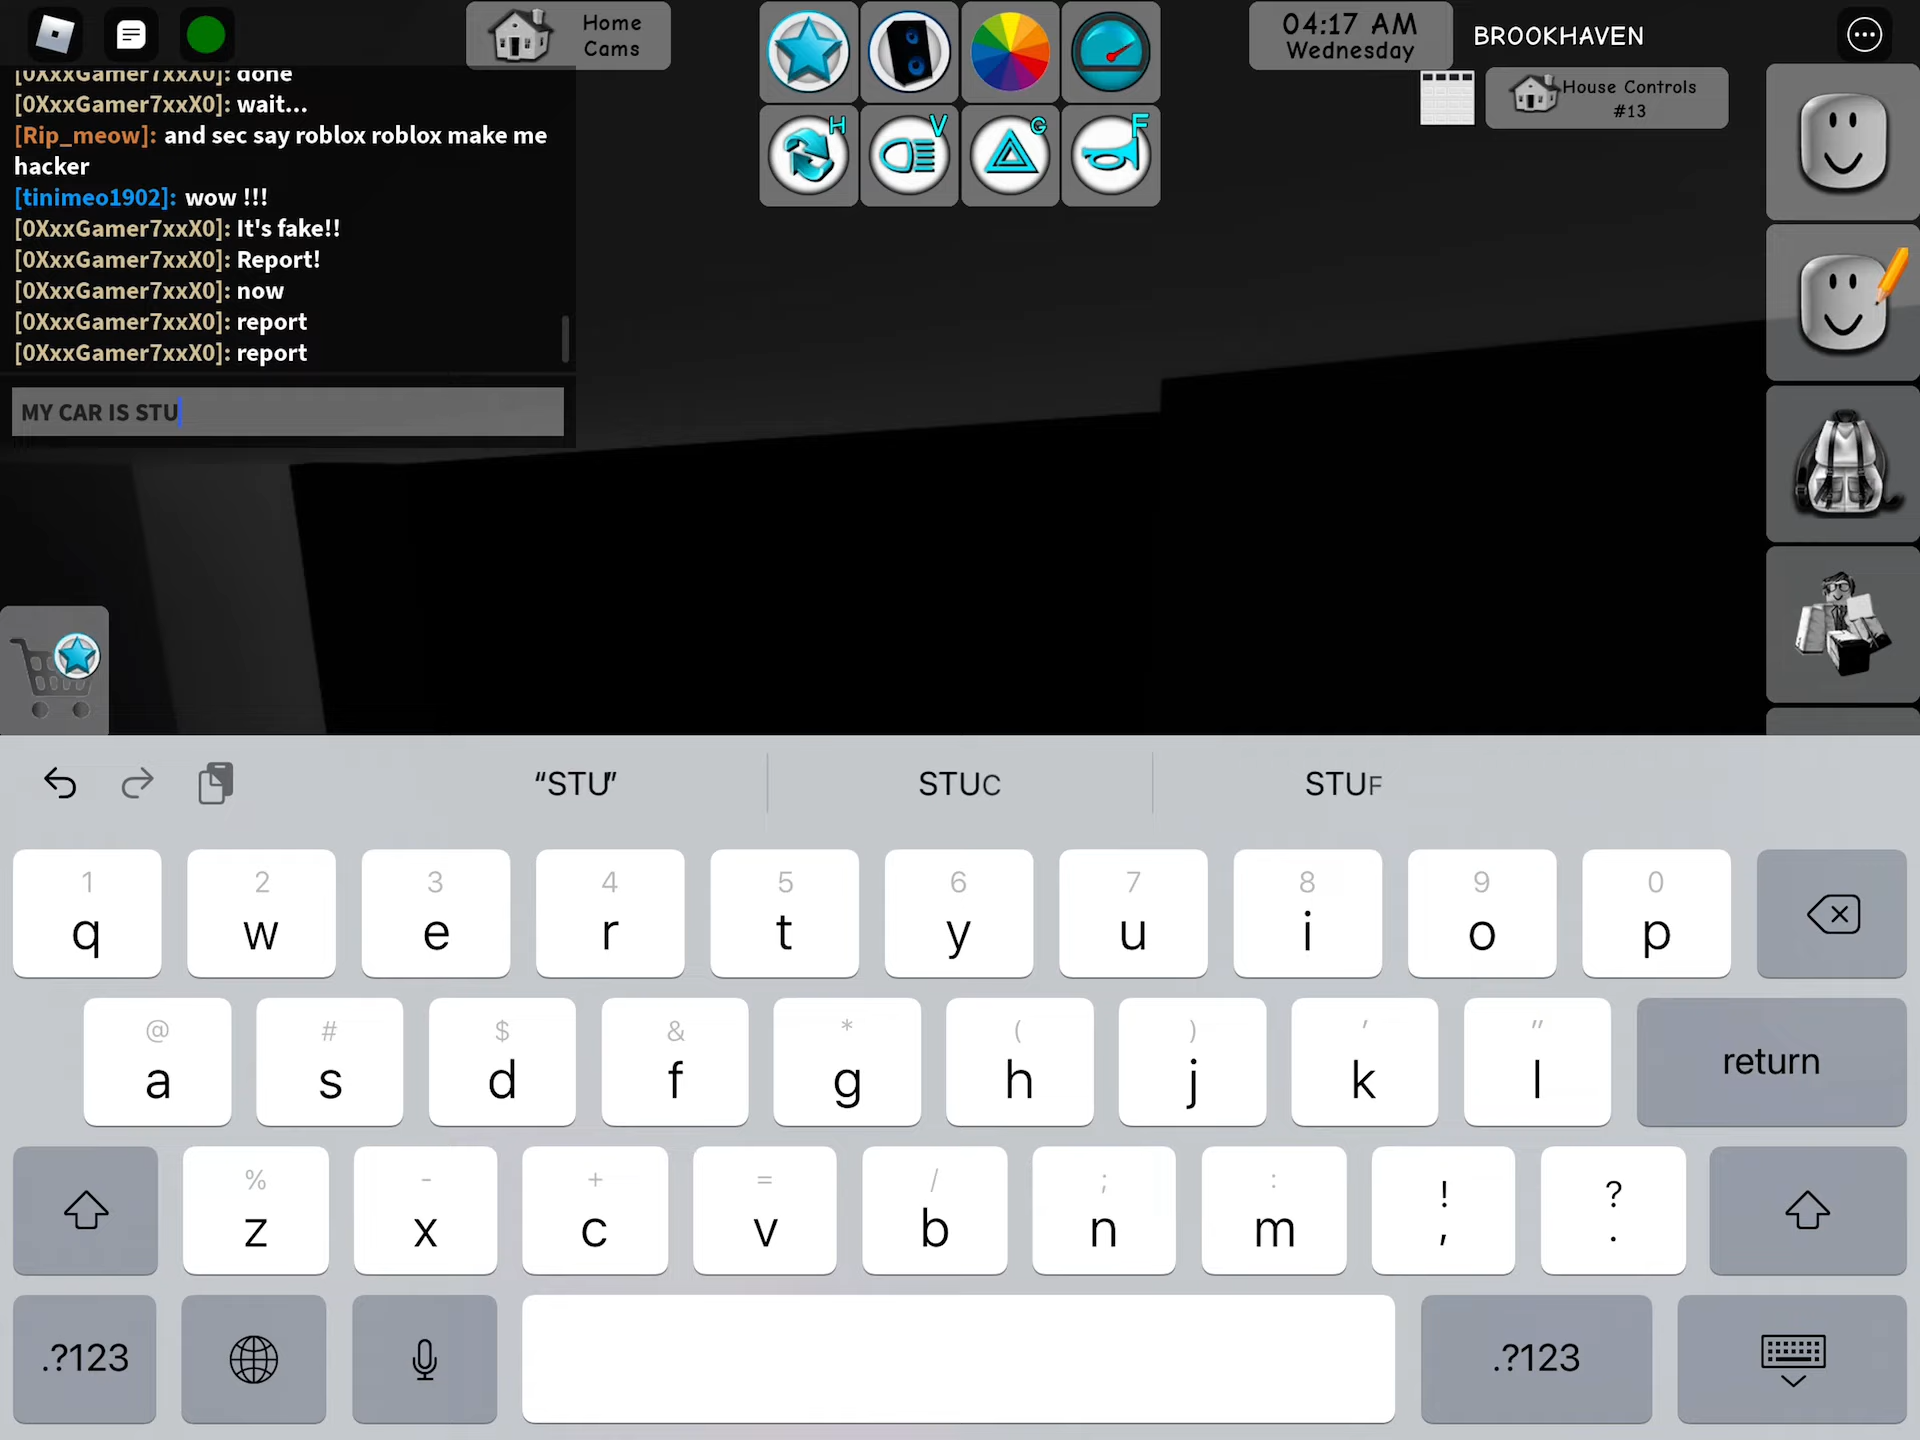 Home
Cams
04:17 AM
Wednesday
BROOKHAVEN
House Controls
#13
H
V
G
F
[0XxxGamer7xxX0]: done
[0XxxGamer7xxX0]: wait...
[Rip_meow]: and sec say roblox roblox make me
hacker
[tinimeo1902]: wow !!!
[0XxxGamer7xxX0]: It's fake!!
[0XxxGamer7xxX0]: Report!
[0XxxGamer7xxX0]: now
[0XxxGamer7xxX0]: report
[0XxxGamer7xxX0]: report
MY CAR IS STU
“STU” STUC STUF
1 2 3 4 5 6 7 8 9 0
q w e r t y u i o p
@ # $ & * ( ) ' "
a s d f g h j k l return
% - + = / ; : ! ?
z x c v b n m , .
.?123 .?123